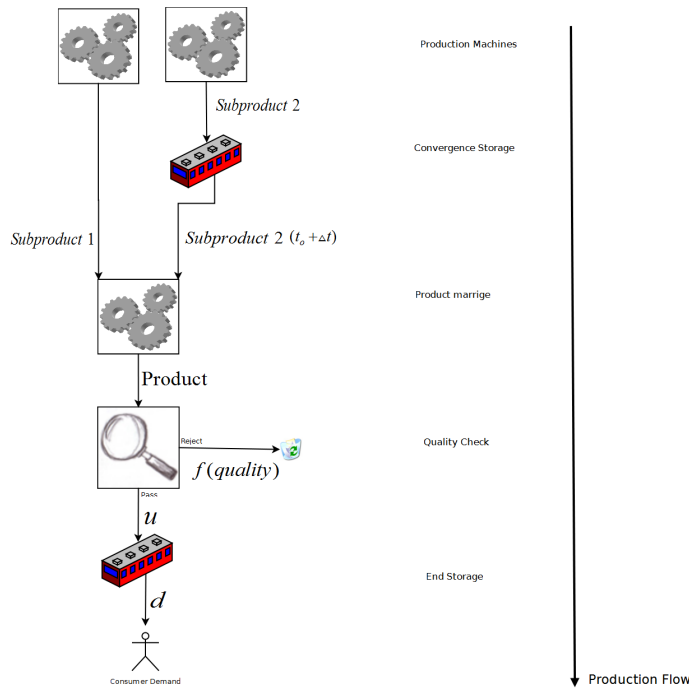 Production Machines
Subproduct 2
Convergence Storage
Subproduct 1
Subproduct 2 (t₀+△t)
Product marrige
Product
Reject
Quality Check
f(quality)
Pass
u
End Storage
d
Consumer Demand
Production Flow